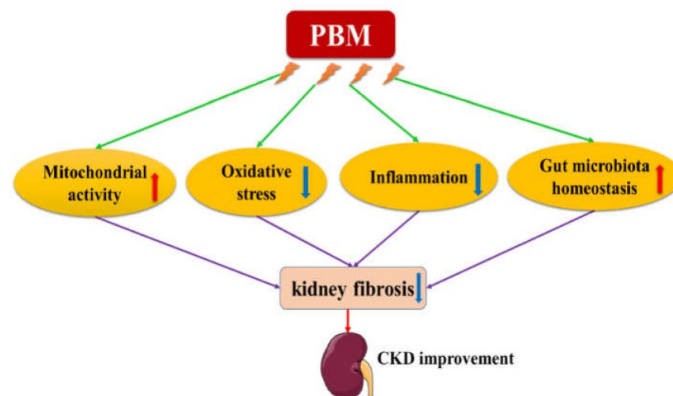 PBM
Mitochondrial
activity
Oxidative
stress
Inflammation
Gut microbiota
homeostasis
kidney fibrosis
CKD improvement